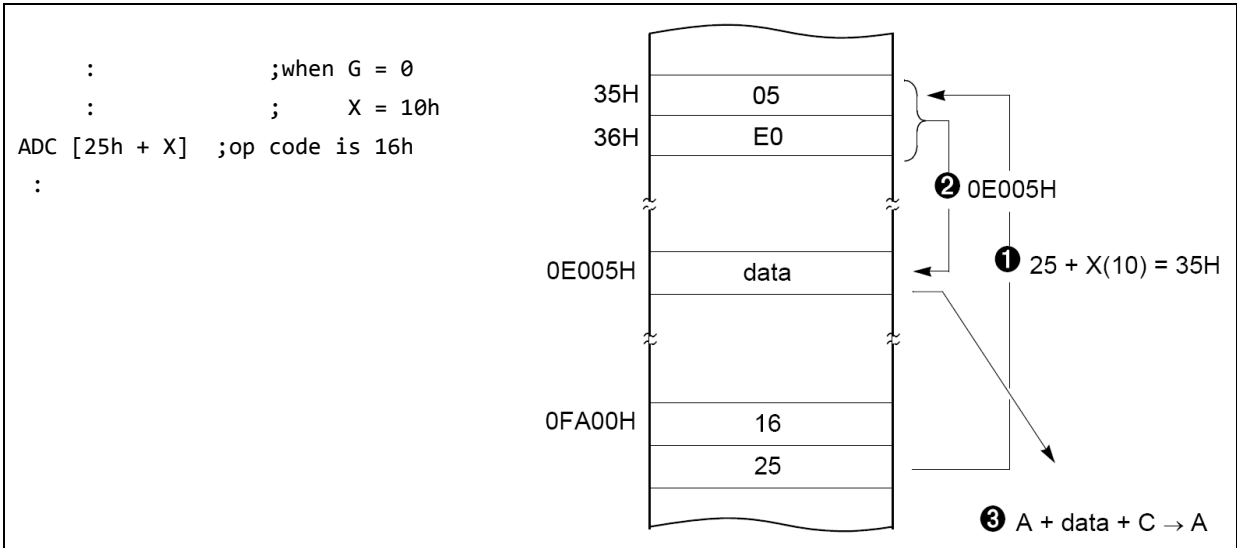 :               ;when G = 0
:               ;     X = 10h
ADC [25h + X]  ;op code is 16h
:
35H 05
36H E0
❷ 0E005H
0E005H data
❶ 25 + X(10) = 35H
0FA00H 16
25
❸ A + data + C → A